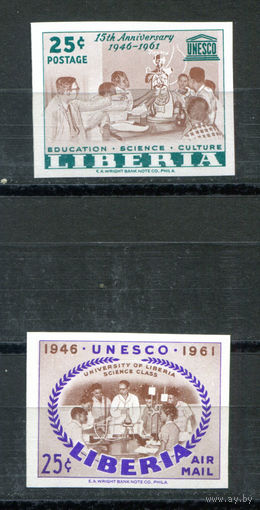 25¢
POSTAGE
15th Anniversary
1946-1961
UNESCO
EDUCATION · SCIENCE · CULTURE
LIBERIA
E.A. WRIGHT BANK NOTE CO. PHILA.
1946 · UNESCO · 1961
UNIVERSITY OF LIBERIA
SCIENCE CLASS
LIBERIA
25¢
AIR
MAIL
E.A. WRIGHT BANK NOTE CO. PHILA.
www.ay.by